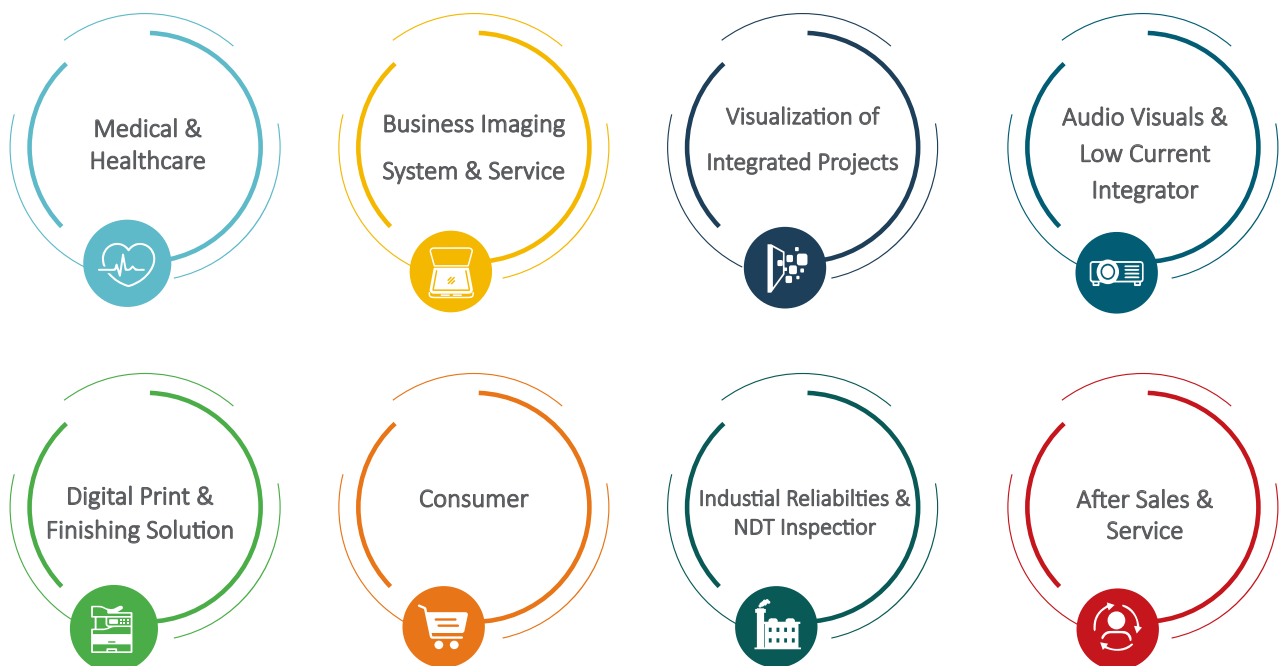 Medical &
Healthcare
Business Imaging
System & Service
Visualization of
Integrated Projects
Audio Visuals &
Low Current
Integrator
Digital Print &
Finishing Solution
Consumer
Industial Reliabilties &
NDT Inspectior
After Sales &
Service